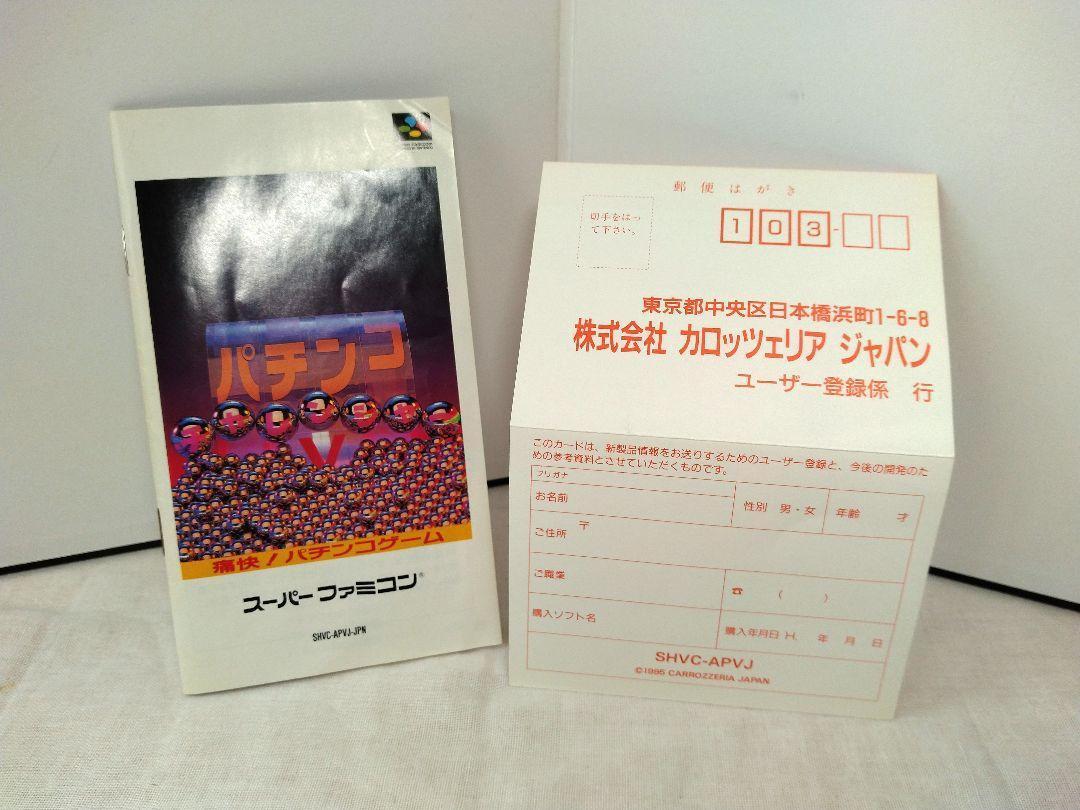 パチンコ
チャレンジャー
痛快！パチンコゲーム
スーパーファミコン®
SHVC-APVJ-JPN
郵便はがき
切手をはっ
て下さい。
103-
東京都中央区日本橋浜町1-6-8
株式会社 カロッツェリア ジャパン
ユーザー登録係 行
このカードは、新製品情報をお送りするためのユーザー登録と、今後の開発のた
めの参考資料とさせていただくものです。
フリガナ
お名前
性別 男・女
年齢 才
ご住所
〒
ご職業
☎ ( )
購入ソフト名
購入年月日 H. 年 月 日
SHVC-APVJ
©1995 CARROZZERIA JAPAN